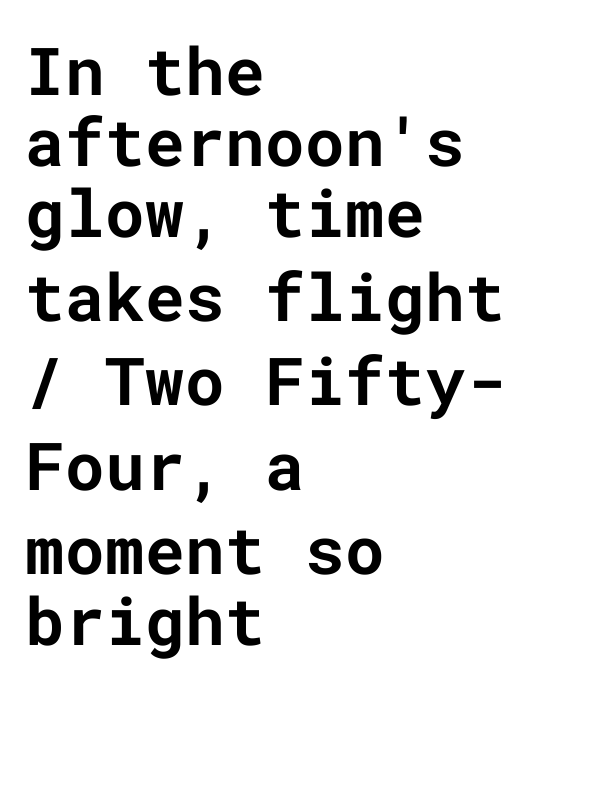 In the
afternoon's
glow, time
takes flight
/ Two Fifty-
Four, a
moment so
bright